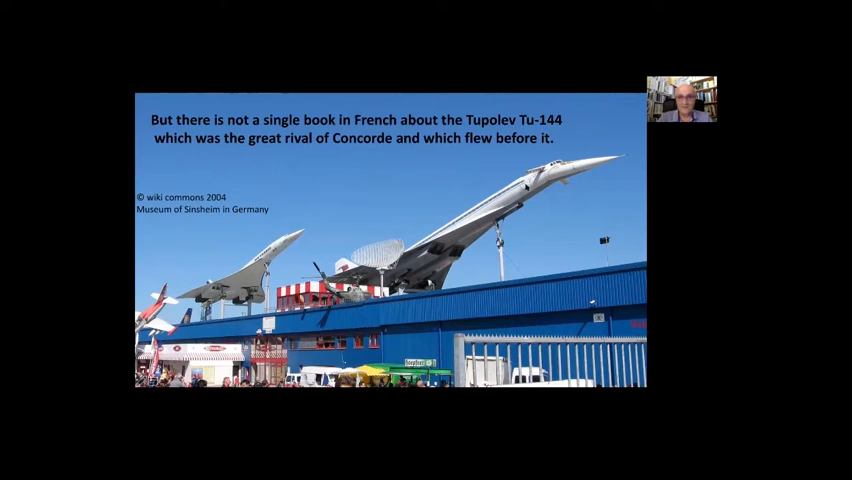 But there is not a single book in French about the Tupolev Tu-144
which was the great rival of Concorde and which flew before it.
© wiki commons 2004
Museum of Sinsheim in Germany